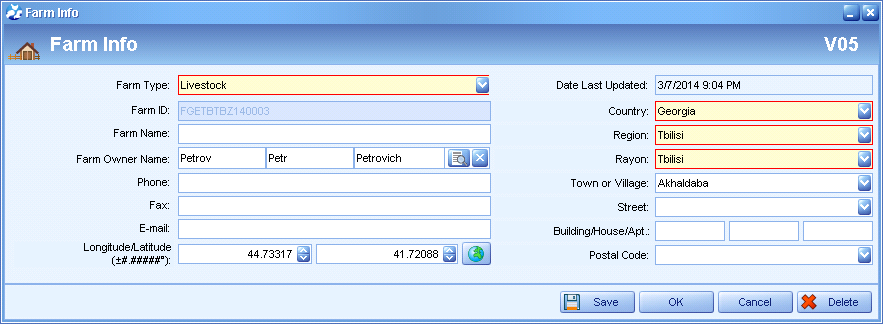 Farm Info
Farm Info V05
Farm Type: Livestock Date Last Updated: 3/7/2014 9:04 PM
Farm ID: FGETBTBZ140003 Country: Georgia
Farm Name: Region: Tbilisi
Farm Owner Name: Petrov Petr Petrovich Rayon: Tbilisi
Phone: Town or Village: Akhaldaba
Fax: Street:
E-mail: Building/House/Apt.:
Longitude/Latitude
(±#.#####°): 44.73317 41.72088 Postal Code:
Save OK Cancel Delete